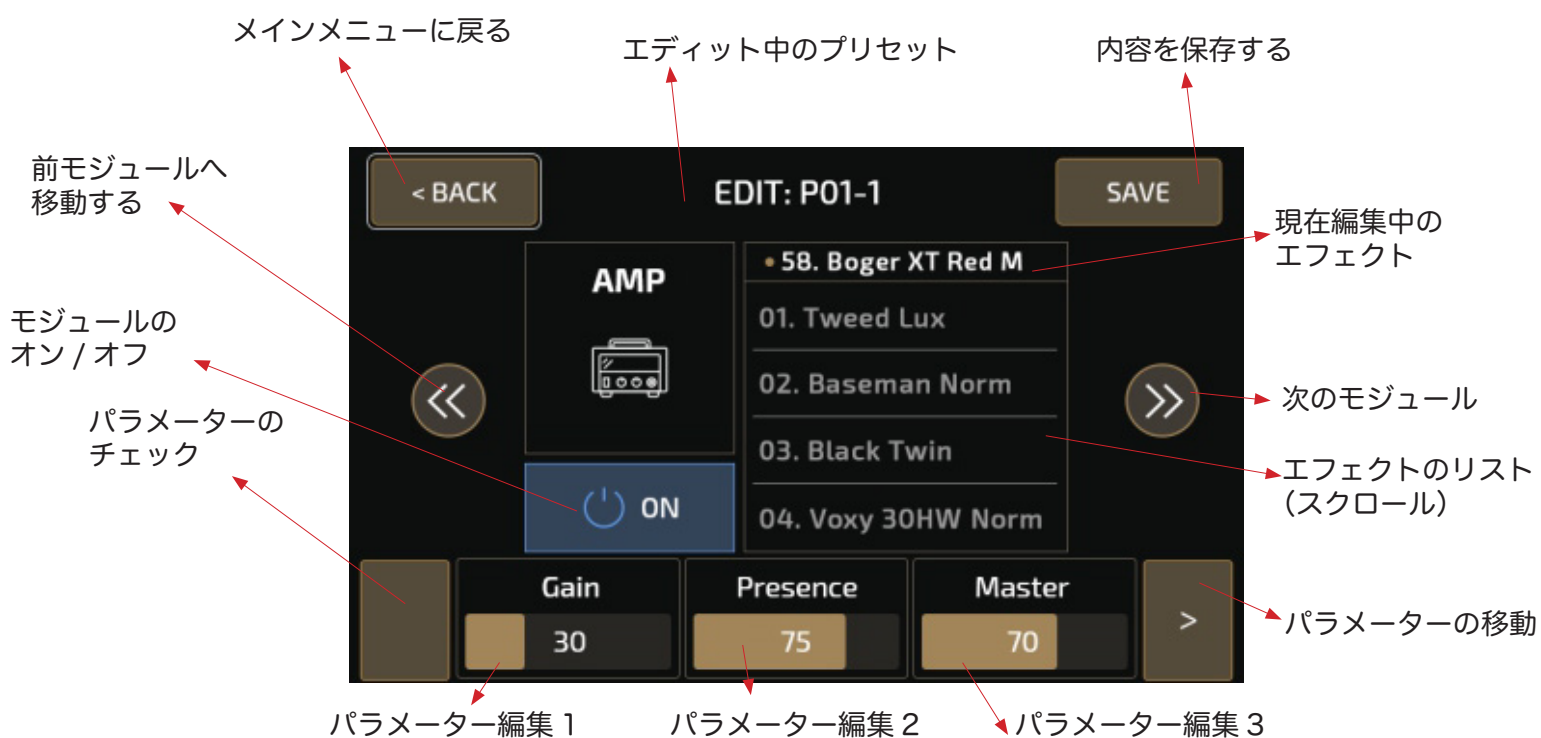 メインメニューに戻る
エディット中のプリセット
内容を保存する
前モジュールへ
移動する
< BACK
EDIT: P01-1
SAVE
現在編集中の
エフェクト
AMP
• 58. Boger XT Red M
01. Tweed Lux
モジュールの
オン / オフ
02. Baseman Norm
次のモジュール
パラメーターの
チェック
03. Black Twin
エフェクトのリスト
(スクロール)
ON
04. Voxy 30HW Norm
Gain
Presence
Master
30
75
70
>
パラメーターの移動
パラメーター編集 1
パラメーター編集 2
パラメーター編集 3